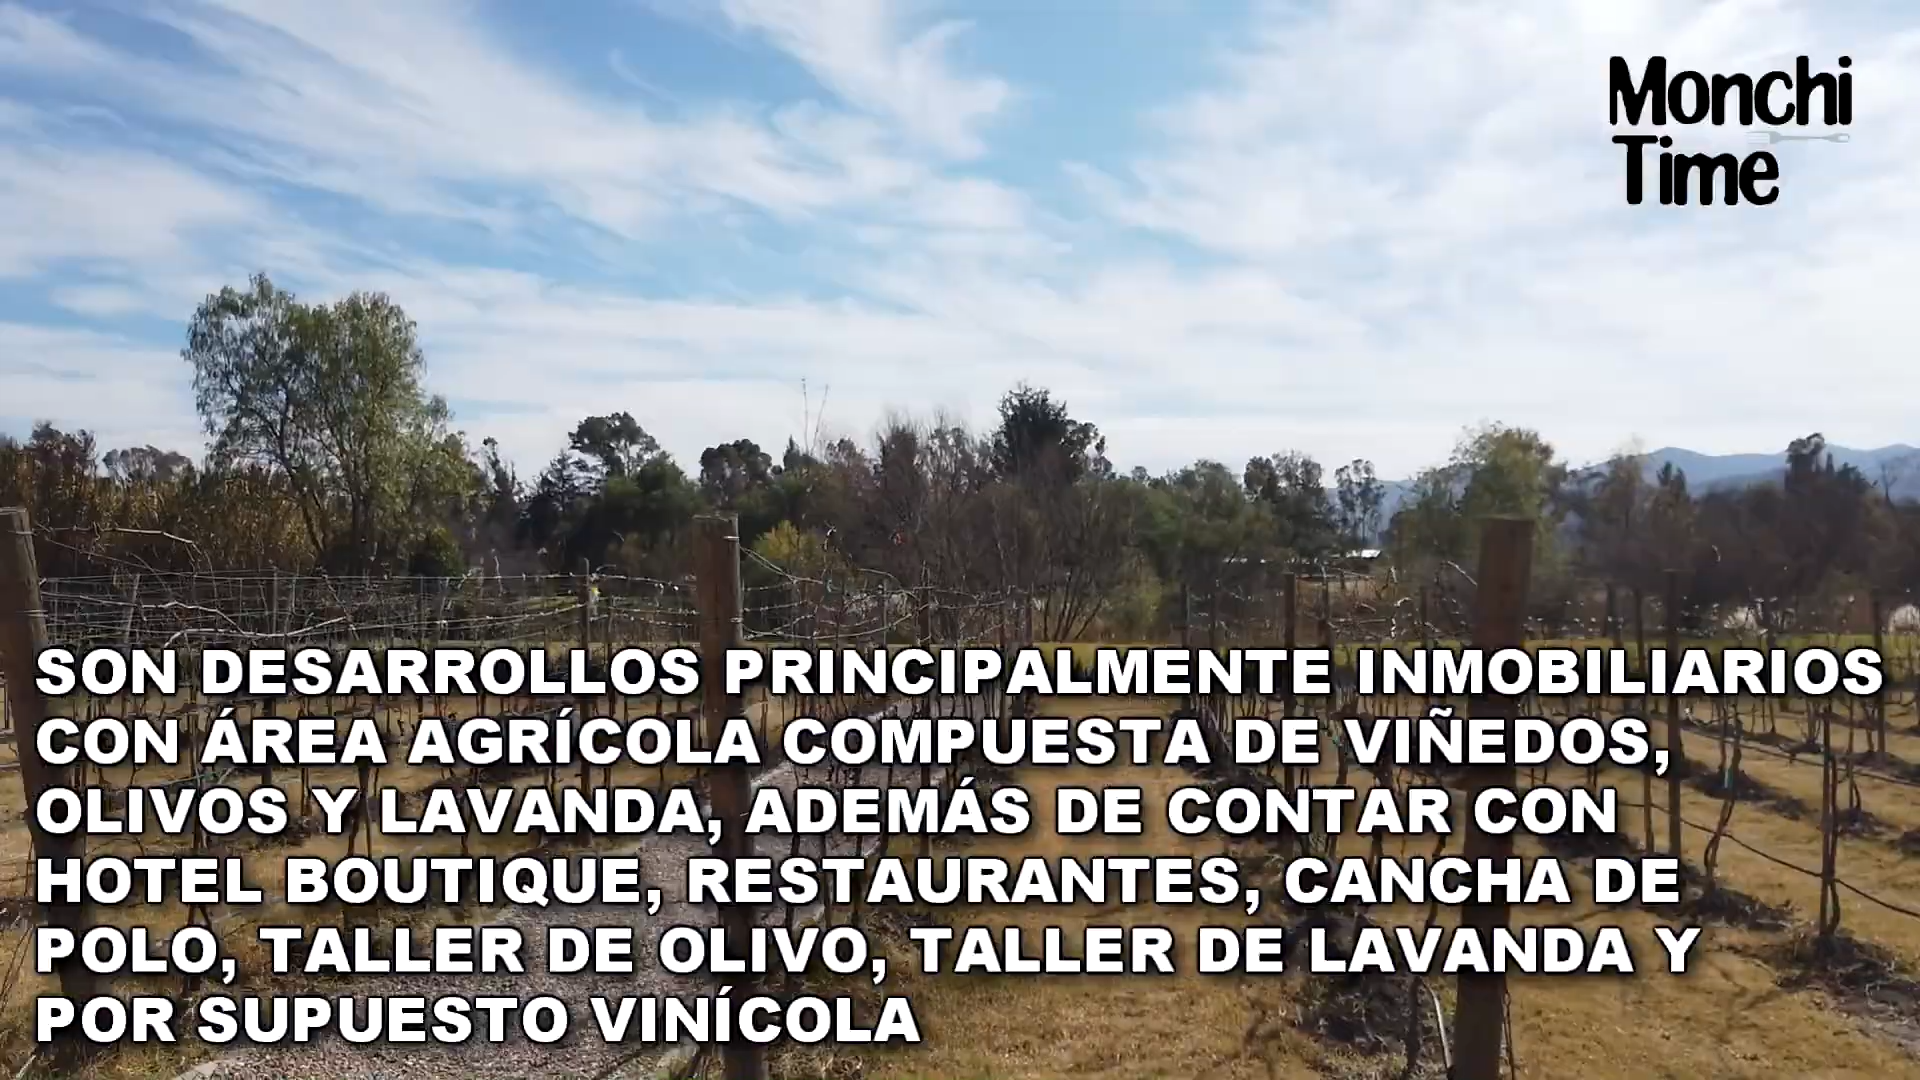 Monchi
Time
SON DESARROLLOS PRINCIPALMENTE INMOBILIARIOS
CON ÁREA AGRÍCOLA COMPUESTA DE VIÑEDOS,
OLIVOS Y LAVANDA, ADEMÁS DE CONTAR CON
HOTEL BOUTIQUE, RESTAURANTES, CANCHA DE
POLO, TALLER DE OLIVO, TALLER DE LAVANDA Y
POR SUPUESTO VINÍCOLA